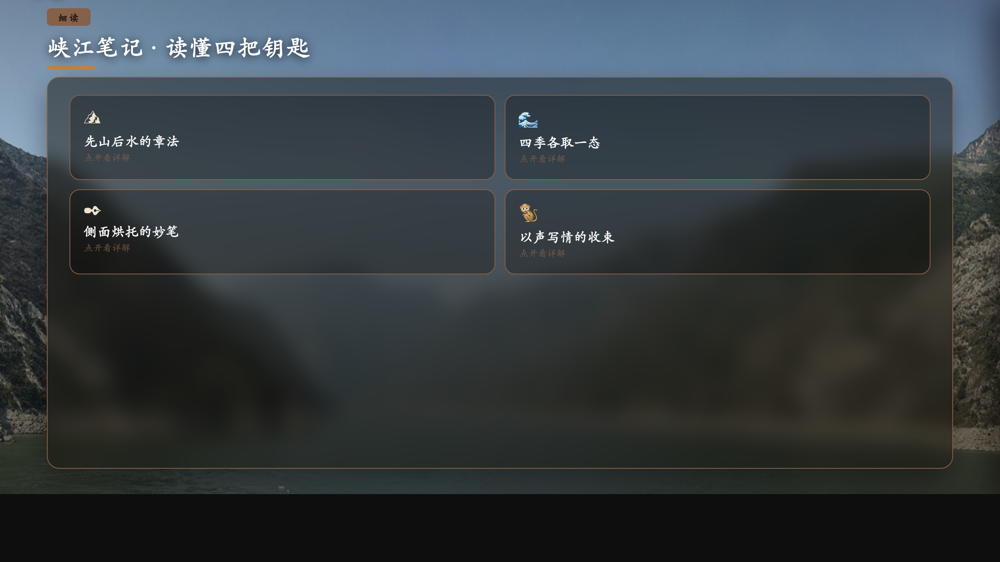 细读
峡江笔记·读懂四把钥匙
先山后水的章法
点开看详解
四季各取一态
点开看详解
侧面烘托的妙笔
点开看详解
以声写情的收束
点开看详解